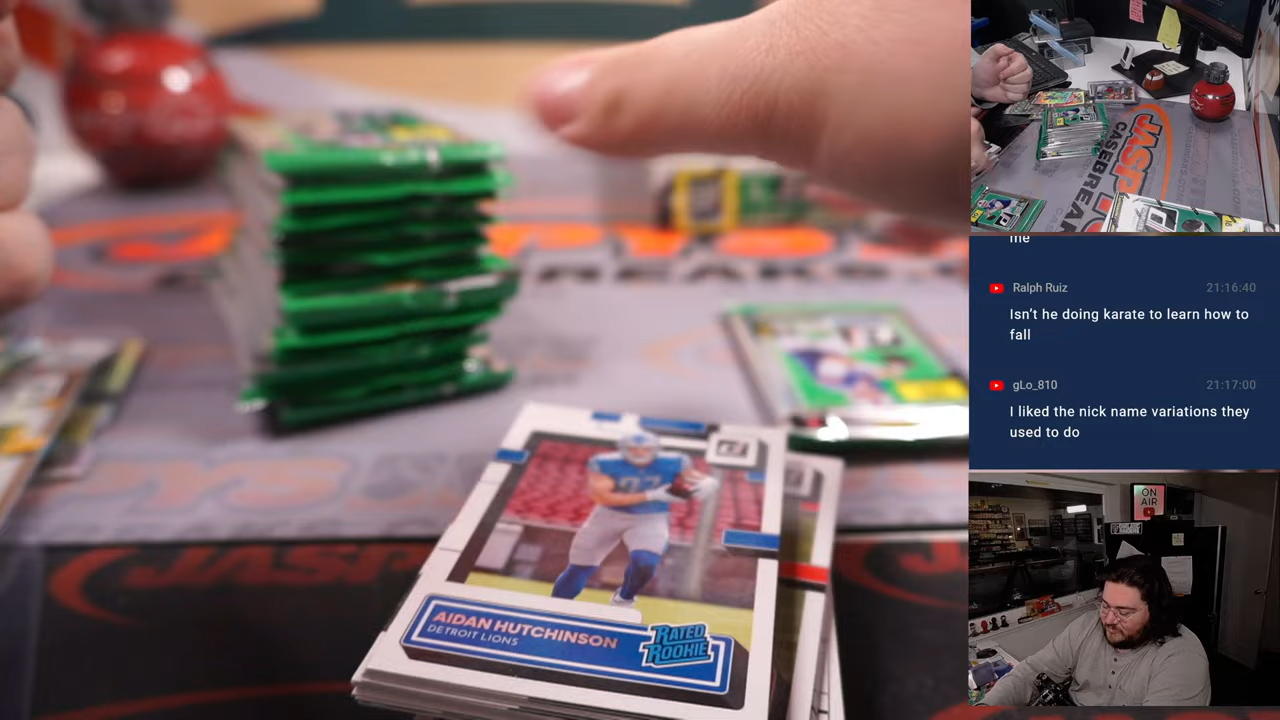 AIDAN HUTCHINSON
DETROIT LIONS
RATED
ROOKIE
97
JASP
JASP
CASEBREAK
me
Ralph Ruiz 21:16:40
Isn't he doing karate to learn how to
fall
gLo_810 21:17:00
I liked the nick name variations they
used to do
ON
AIR